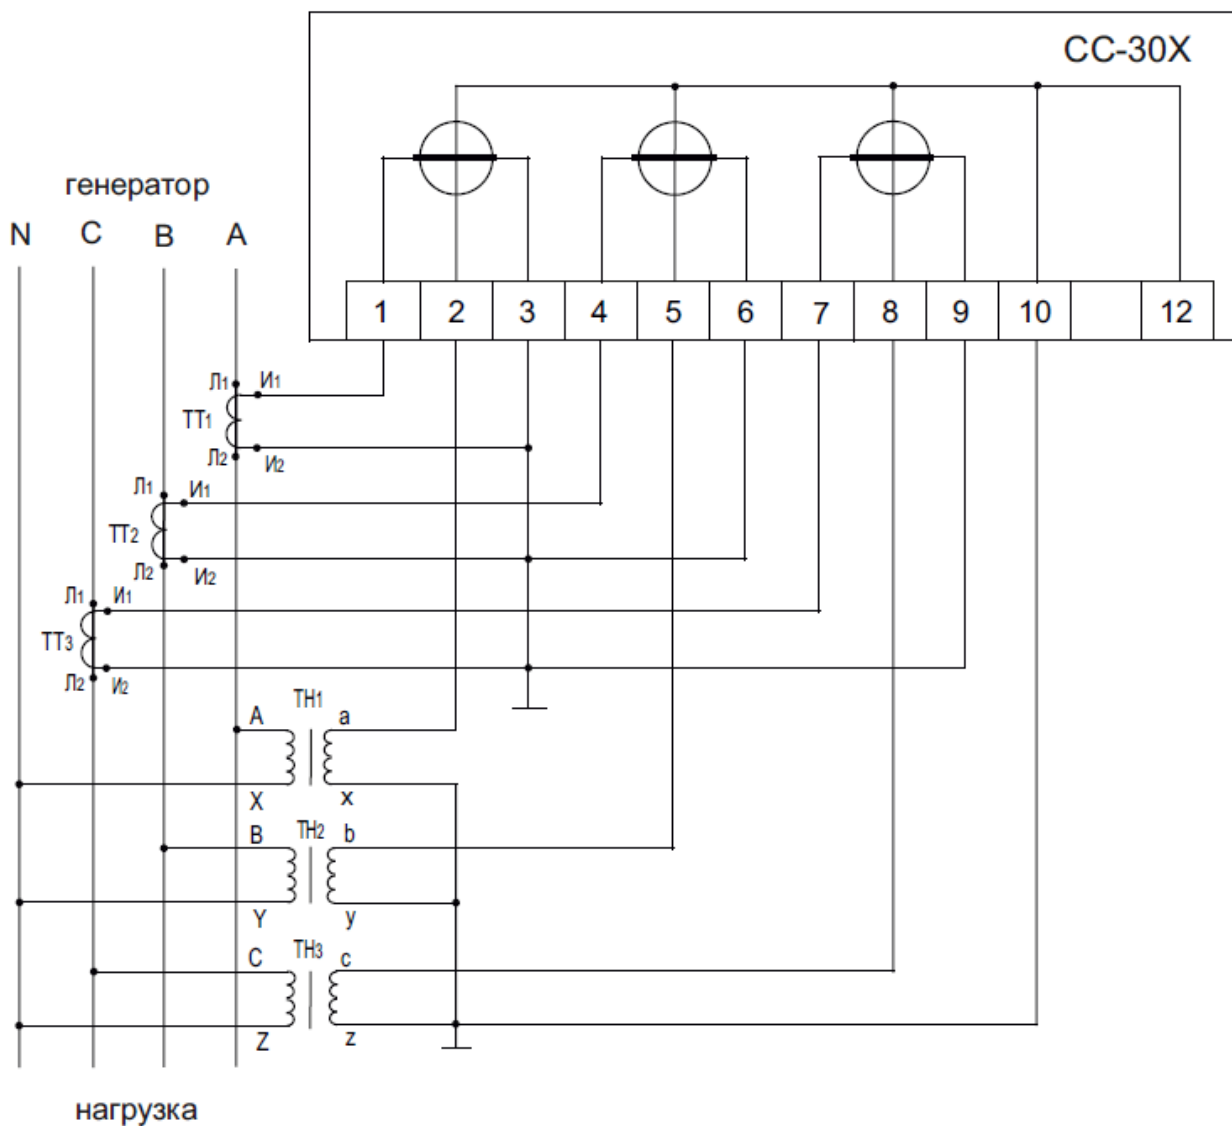 СС-30Х
генератор
N C B A
1 2 3 4 5 6 7 8 9 10 12
Л1 И1
ТТ1
Л2 И2
Л1 И1
ТТ2
Л2 И2
Л1 И1
ТТ3
Л2 И2
ТН1
A a
X x
ТН2
B b
Y y
ТН3
C c
Z z
нагрузка